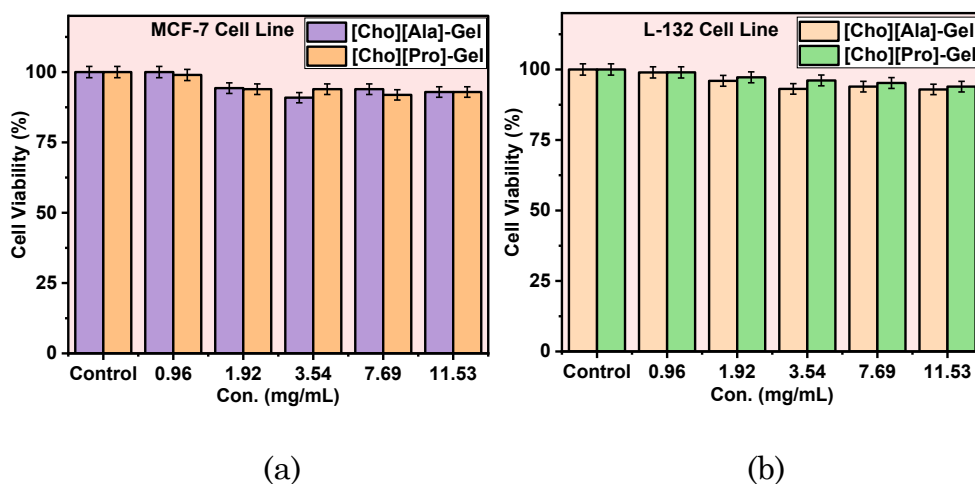 MCF-7 Cell Line
[Cho][Ala]-Gel
[Cho][Pro]-Gel
100
75
50
25
0
Cell Viability (%)
Control 0.96 1.92 3.54 7.69 11.53
Con. (mg/mL)
(a)
L-132 Cell Line
[Cho][Ala]-Gel
[Cho][Pro]-Gel
100
75
50
25
0
Cell Viability (%)
Control 0.96 1.92 3.54 7.69 11.53
Con. (mg/mL)
(b)